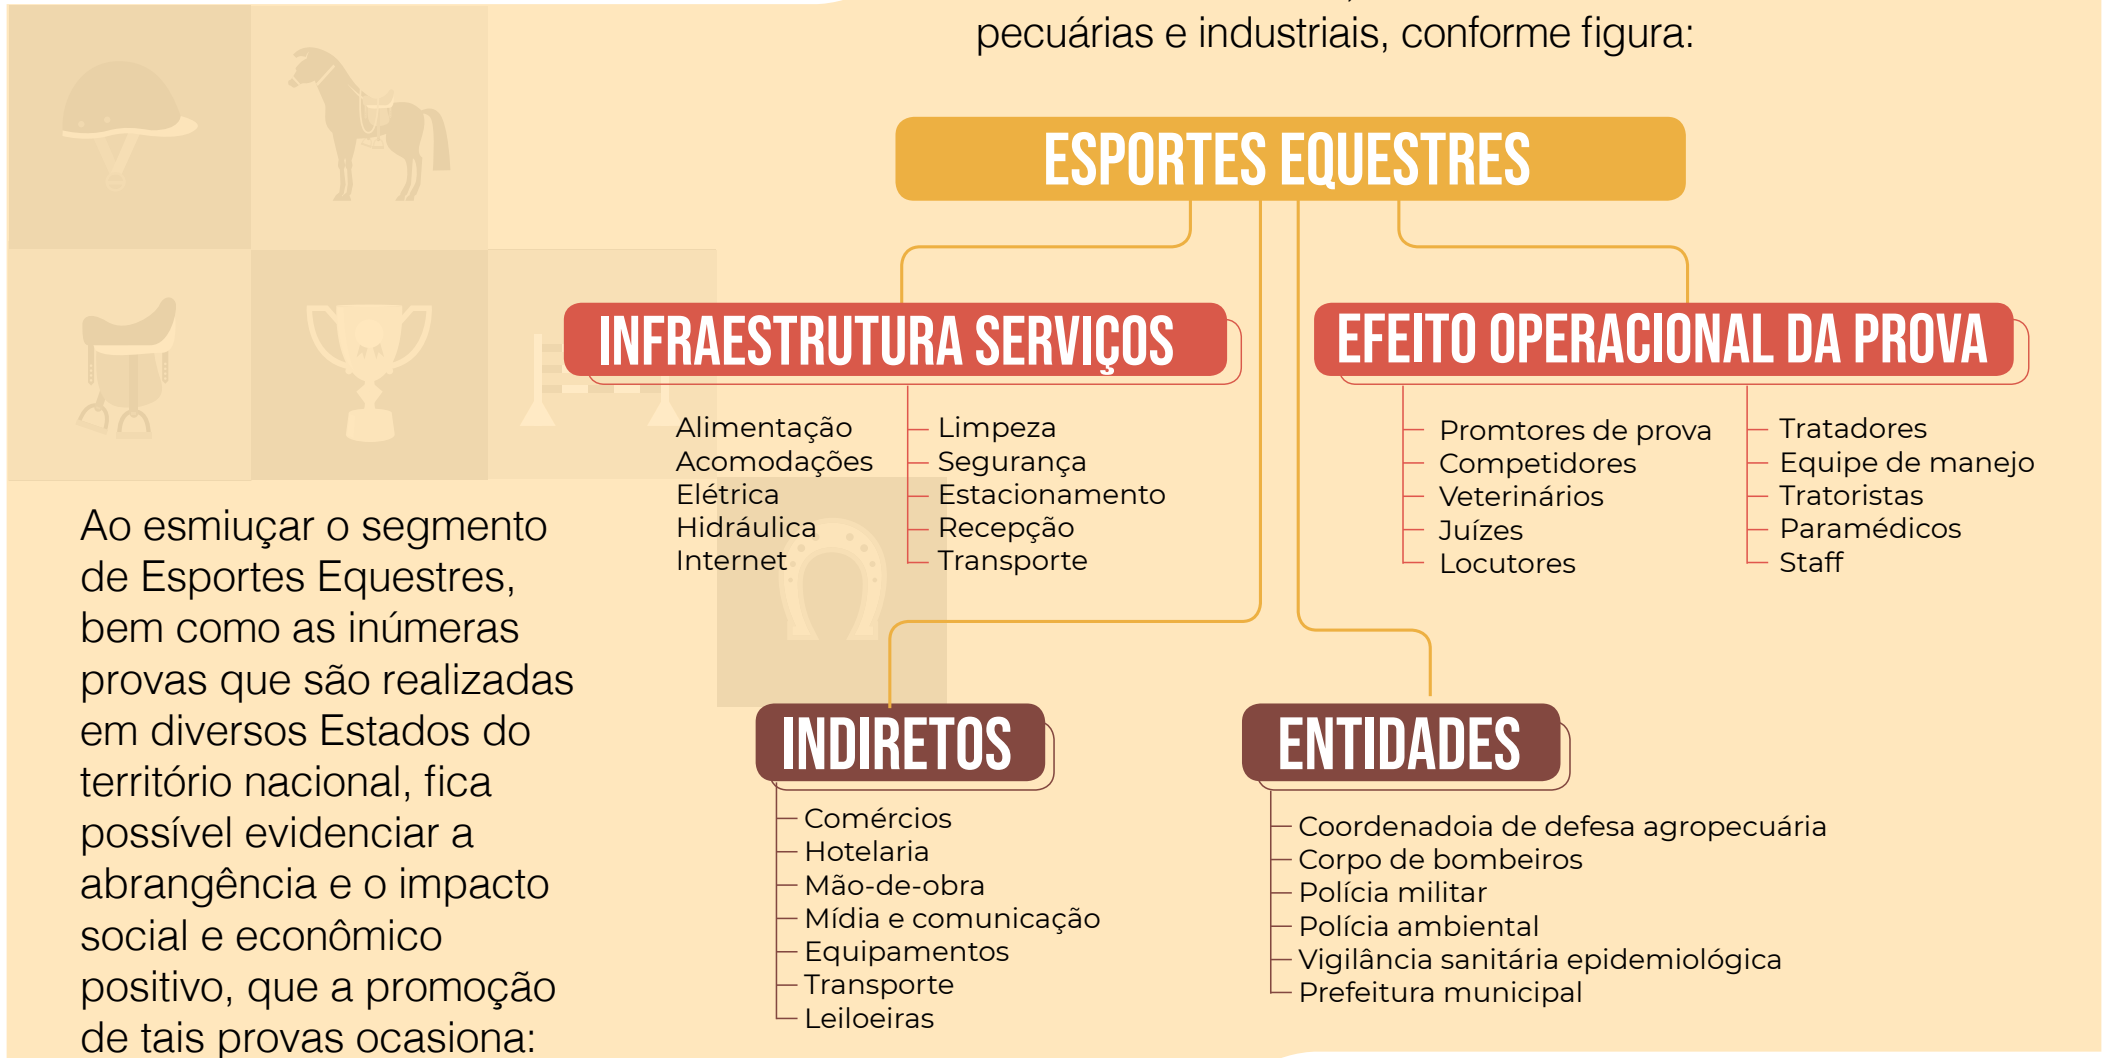 pecuárias e industriais, conforme figura:
ESPORTES EQUESTRES
INFRAESTRUTURA SERVIÇOS
Alimentação
Acomodações
Elétrica
Hidráulica
Internet
Limpeza
Segurança
Estacionamento
Recepção
Transporte
EFEITO OPERACIONAL DA PROVA
Promtores de prova
Competidores
Veterinários
Juízes
Locutores
Tratadores
Equipe de manejo
Tratoristas
Paramédicos
Staff
Ao esmiuçar o segmento
de Esportes Equestres,
bem como as inúmeras
provas que são realizadas
em diversos Estados do
território nacional, fica
possível evidenciar a
abrangência e o impacto
social e econômico
positivo, que a promoção
de tais provas ocasiona:
INDIRETOS
Comércios
Hotelaria
Mão-de-obra
Mídia e comunicação
Equipamentos
Transporte
Leiloeiras
ENTIDADES
Coordenadoia de defesa agropecuária
Corpo de bombeiros
Polícia militar
Polícia ambiental
Vigilância sanitária epidemiológica
Prefeitura municipal